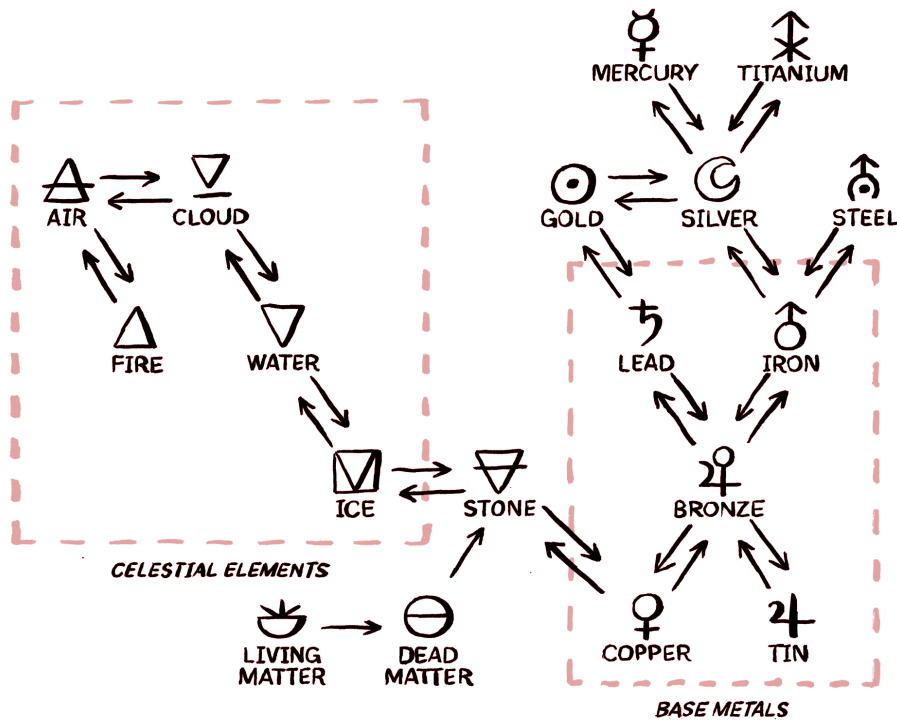 MERCURY
TITANIUM
AIR
CLOUD
GOLD
SILVER
STEEL
FIRE
WATER
LEAD
IRON
ICE
STONE
BRONZE
CELESTIAL ELEMENTS
LIVING
MATTER
DEAD
MATTER
COPPER
TIN
BASE METALS